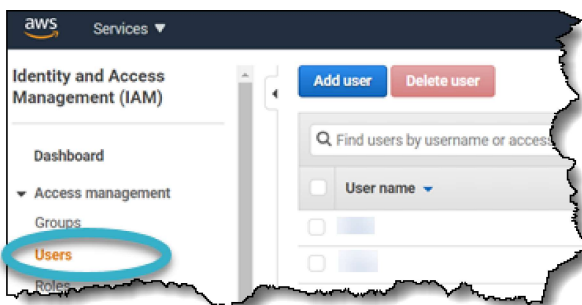 aws Services
Identity and Access
Management (IAM)
Dashboard
Access management
Groups
Users
Roles
Add user Delete user
Find users by username or access
User name